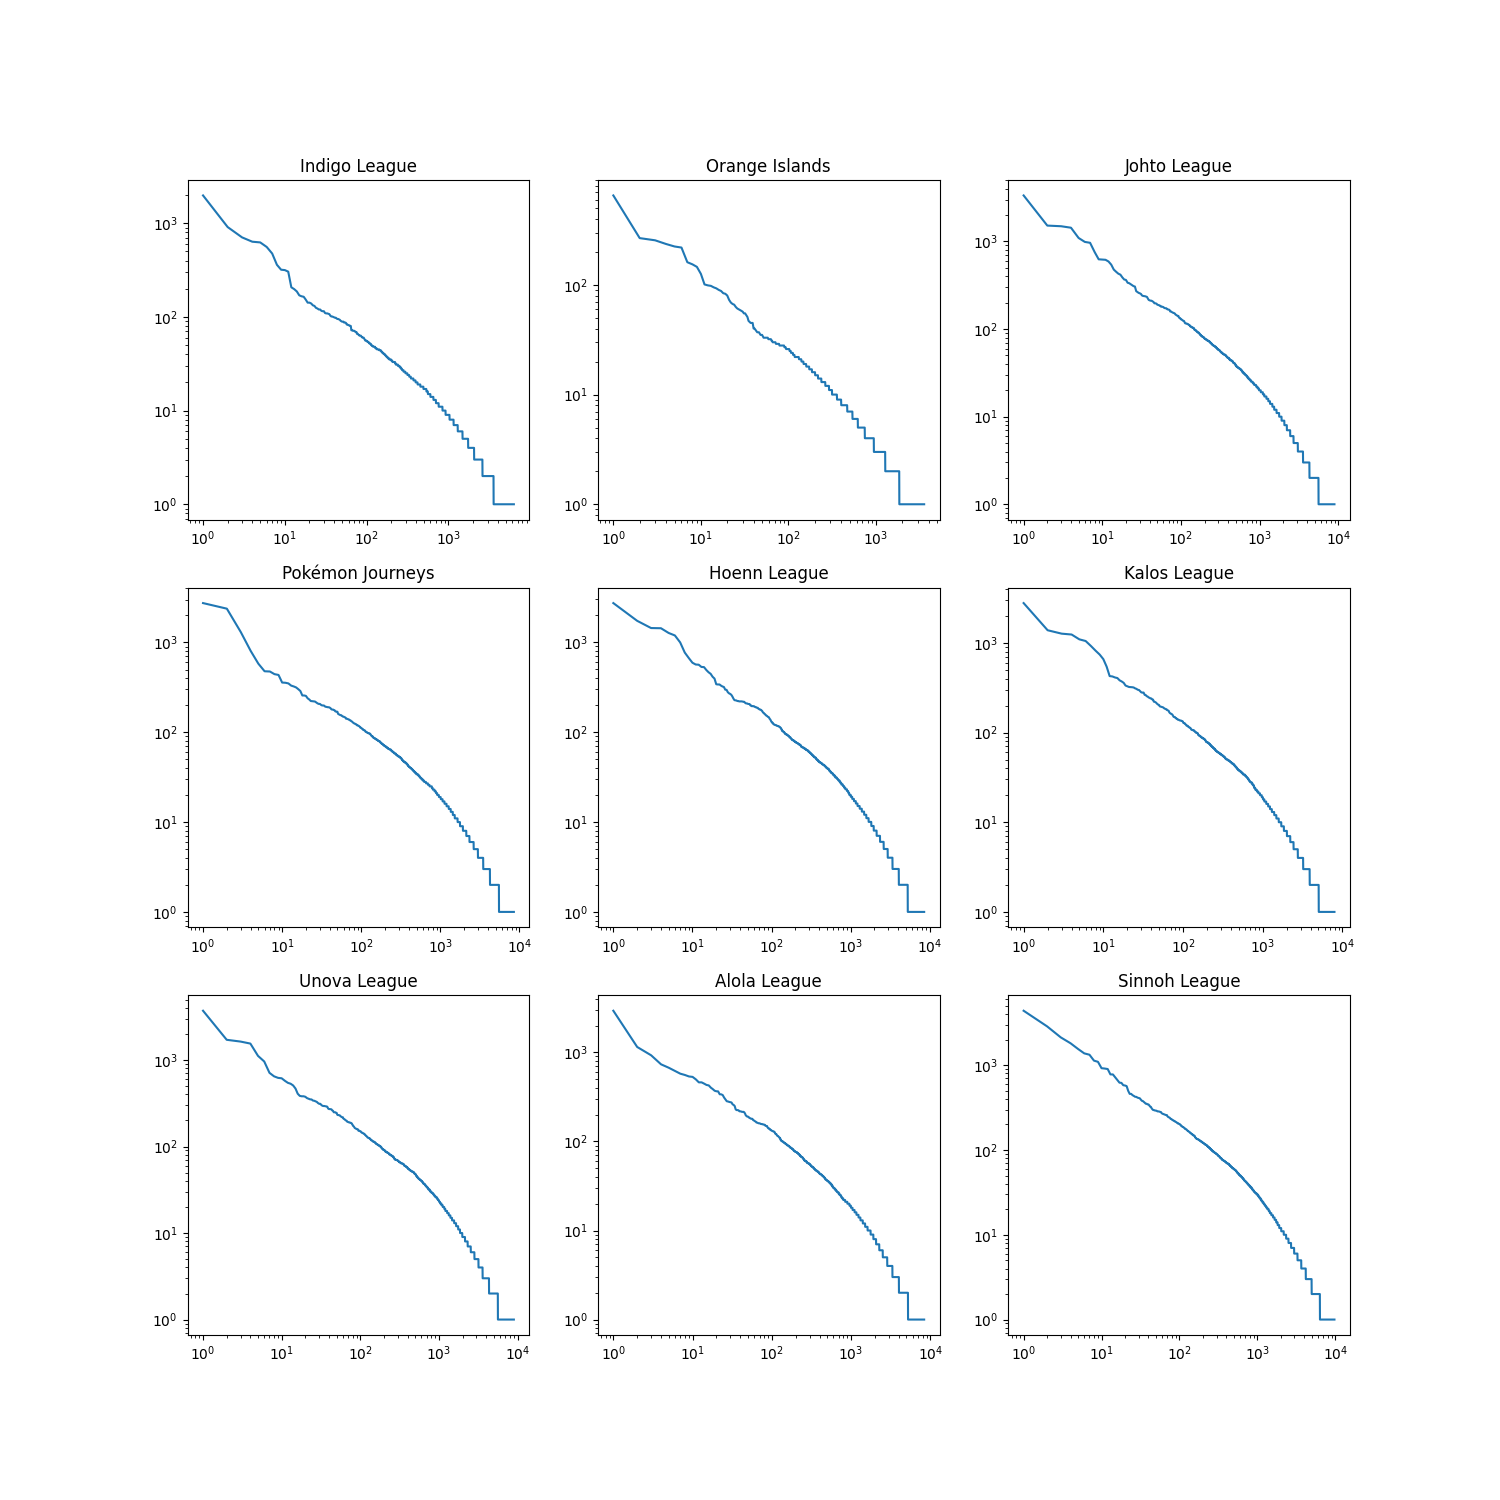 Indigo League
Orange Islands
Johto League
10³
10²
10¹
10⁰
10⁰ 10¹ 10² 10³
10²
10¹
10⁰
10⁰ 10¹ 10² 10³
10³
10²
10¹
10⁰
10⁰ 10¹ 10² 10³ 10⁴
Pokémon Journeys
Hoenn League
Kalos League
10³
10²
10¹
10⁰
10⁰ 10¹ 10² 10³ 10⁴
10³
10²
10¹
10⁰
10⁰ 10¹ 10² 10³ 10⁴
10³
10²
10¹
10⁰
10⁰ 10¹ 10² 10³ 10⁴
Unova League
Alola League
Sinnoh League
10³
10²
10¹
10⁰
10⁰ 10¹ 10² 10³ 10⁴
10³
10²
10¹
10⁰
10⁰ 10¹ 10² 10³ 10⁴
10³
10²
10¹
10⁰
10⁰ 10¹ 10² 10³ 10⁴